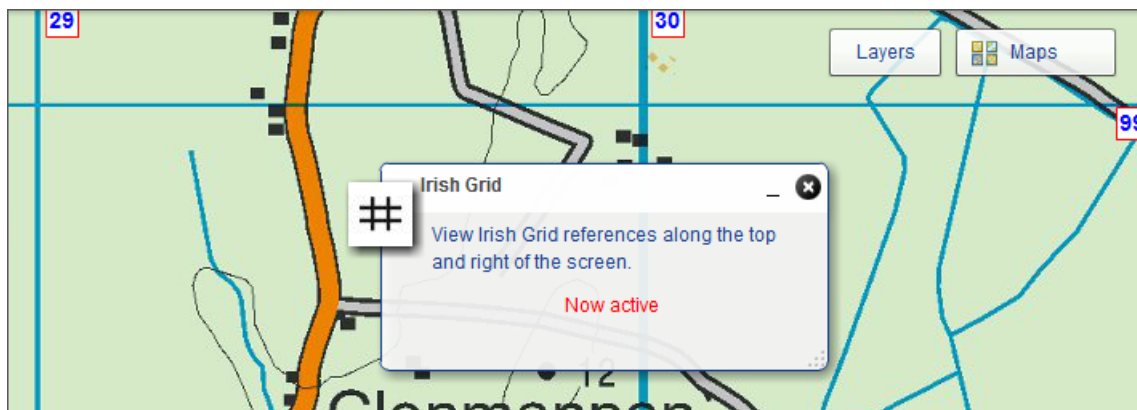 29
30
Layers
Maps
99
Irish Grid
View Irish Grid references along the top
and right of the screen.
Now active
12